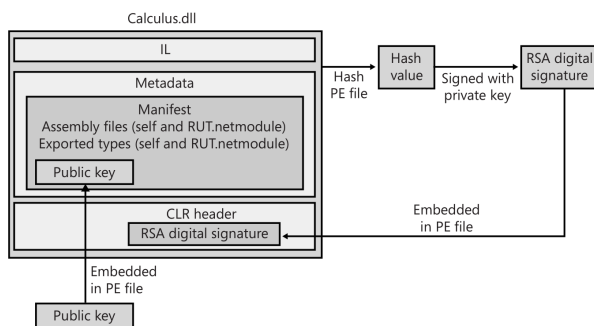 Calculus.dll
IL
Metadata
Manifest
Assembly files (self and RUT.netmodule)
Exported types (self and RUT.netmodule)
Public key
CLR header
RSA digital signature
Hash
PE file
Hash
value
Signed with
private key
RSA digital
signature
Embedded
in PE file
Embedded
in PE file
Public key